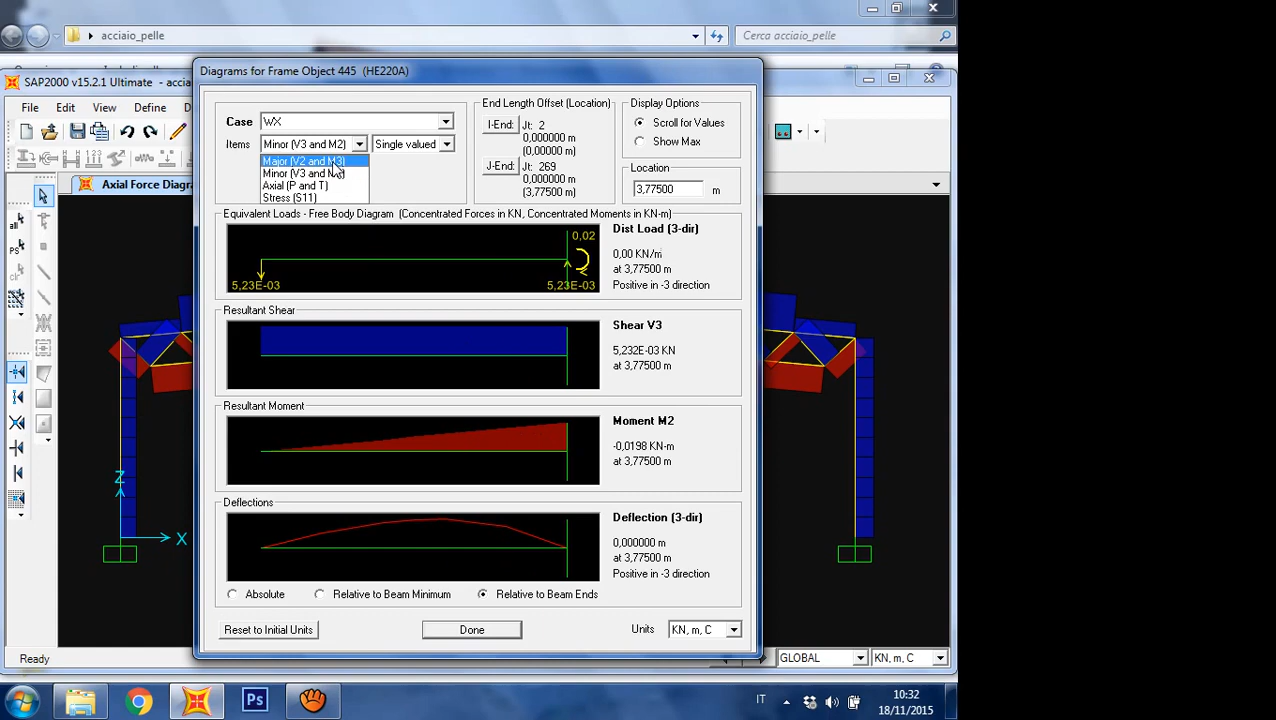 acciaio_pelle
Cerca acciaio_pelle
SAP2000 v15.2.1 Ultimate - accia
File Edit View Define D
Axial Force Diagra
Diagrams for Frame Object 445 (HE220A)
Case WX
Items Minor (V3 and M2) Single valued
Major (V2 and M3)
Minor (V3 and M
Axial (P and T)
Stress (S11)
End Length Offset (Location)
I-End: Jt: 2
0,000000 m
(0,00000 m)
J-End: Jt: 269
0,000000 m
(3,77500 m)
Display Options
Scroll for Values
Show Max
Location
3,77500 m
Equivalent Loads - Free Body Diagram (Concentrated Forces in KN, Concentrated Moments in KN-m)
0,02
5,23E-03 5,23E-03
Dist Load (3-dir)
0,00 KN/m
at 3,77500 m
Positive in -3 direction
Resultant Shear
Shear V3
5,232E-03 KN
at 3,77500 m
Resultant Moment
Moment M2
-0,0198 KN-m
at 3,77500 m
Deflections
Deflection (3-dir)
0,000000 m
at 3,77500 m
Positive in -3 direction
Absolute Relative to Beam Minimum Relative to Beam Ends
Reset to Initial Units Done Units KN, m, C
all
PS
clr
Z
X
Ready GLOBAL KN, m, C
Ps IT 10:32
18/11/2015